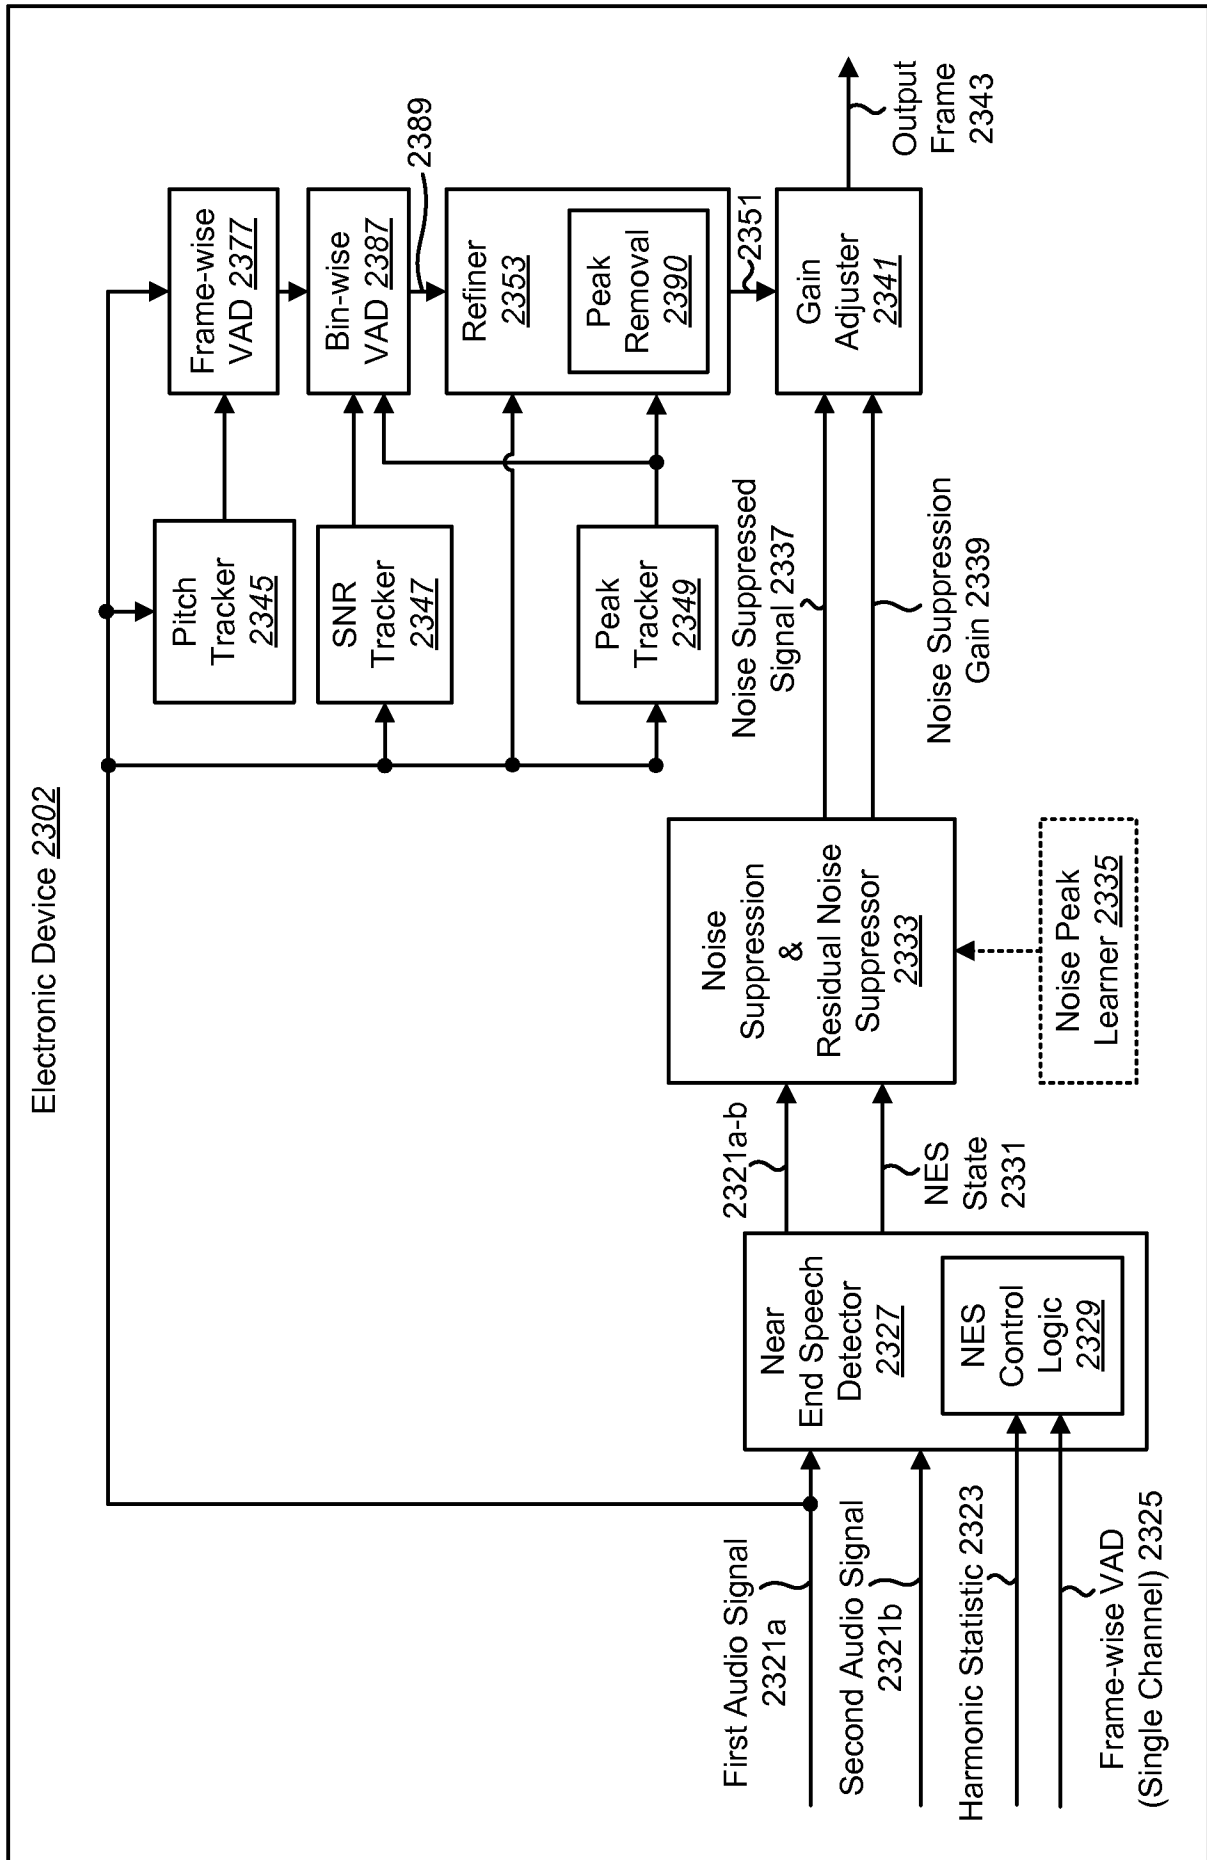 Electronic Device 2302
Pitch
Tracker
2345
Frame-wise
VAD 2377
SNR
Tracker
2347
Bin-wise
VAD 2387
2389
Peak
Tracker
2349
Refiner
2353
Peak
Removal
2390
2351
First Audio Signal
2321a
Second Audio Signal
2321b
Harmonic Statistic 2323
Frame-wise VAD
(Single Channel) 2325
Near
End Speech
Detector
2327
NES
Control
Logic
2329
2321a-b
NES
State
2331
Noise
Suppression
&
Residual Noise
Suppressor
2333
Noise Peak
Learner 2335
Noise Suppressed
Signal 2337
Noise Suppression
Gain 2339
Gain
Adjuster
2341
Output
Frame
2343